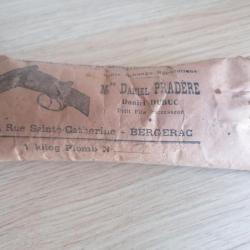 Mon DANIEL PRADÈRE
Daniel DUBUC
Petit Fils Successeur
Rue Sainte-Catherine - BERGERAC
1 kilog Plomb N